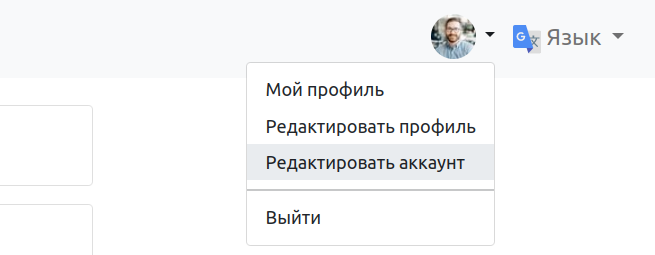 Язык
Мой профиль
Редактировать профиль
Редактировать аккаунт
Выйти